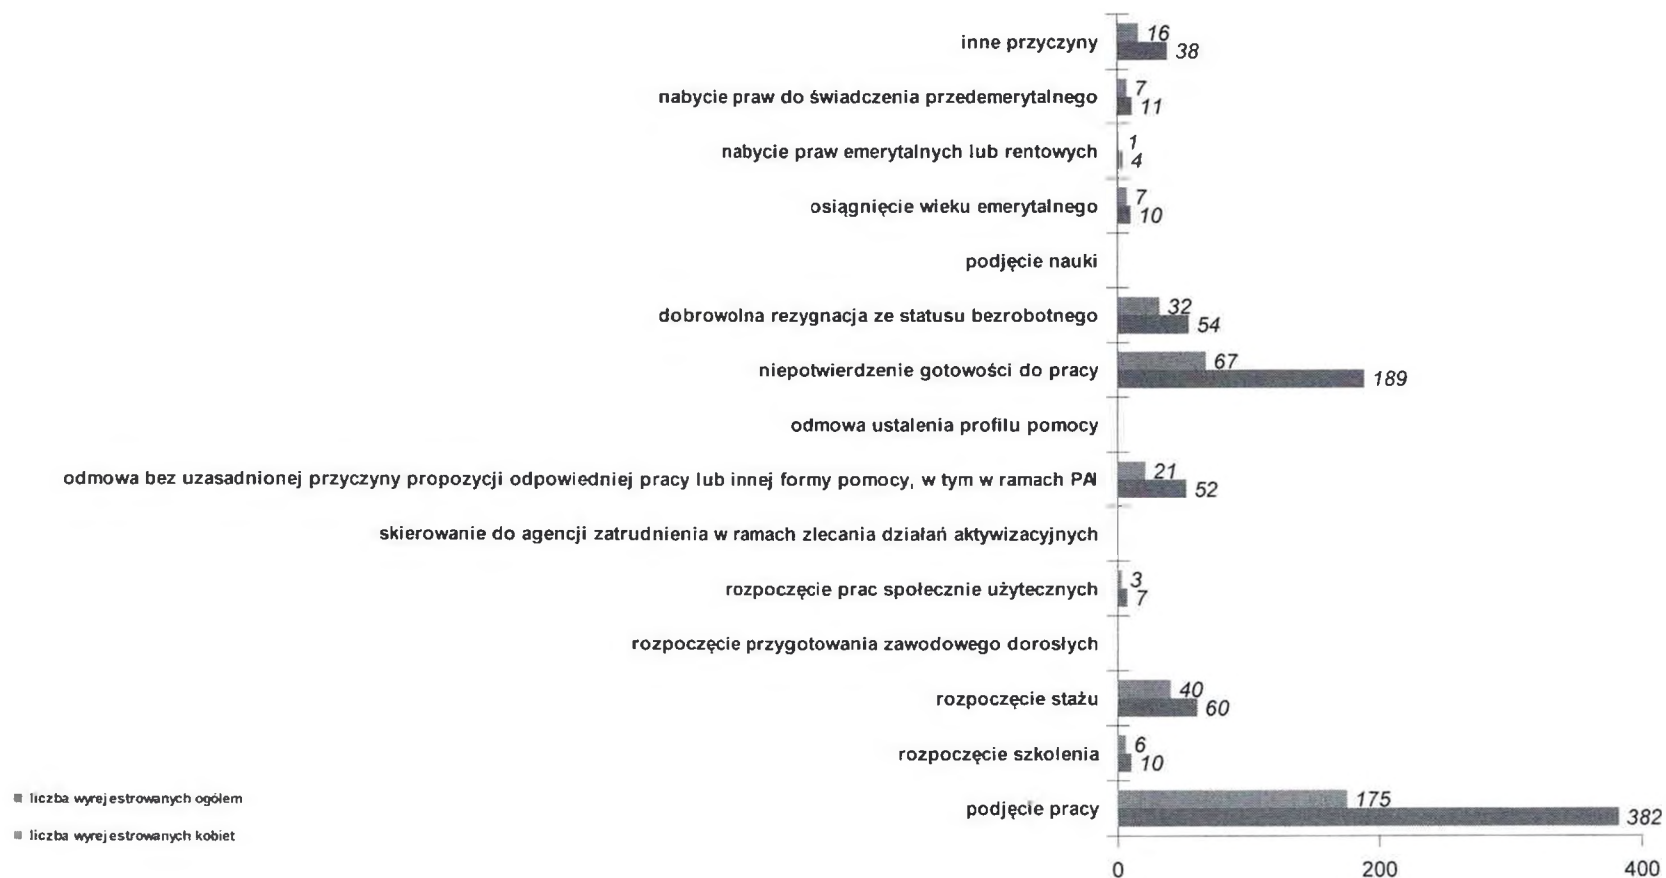 inne przyczyny 16
38
nabycie praw do świadczenia przedemerytalnego 7
11
nabycie praw emerytalnych lub rentowych 1
4
osiągnięcie wieku emerytalnego 7
10
podjęcie nauki
dobrowolna rezygnacja ze statusu bezrobotnego 32
54
niepotwierdzenie gotowości do pracy 67
189
odmowa ustalenia profilu pomocy
odmowa bez uzasadnionej przyczyny propozycji odpowiedniej pracy lub innej formy pomocy, w tym w ramach PAI 21
52
skierowanie do agencji zatrudnienia w ramach zlecania działań aktywizacyjnych
rozpoczęcie prac społecznie użytecznych 3
7
rozpoczęcie przygotowania zawodowego dorosłych
rozpoczęcie stażu 40
60
rozpoczęcie szkolenia 6
10
podjęcie pracy 175
382
liczba wyrejestrowanych ogółem
liczba wyrejestrowanych kobiet
0 200 400